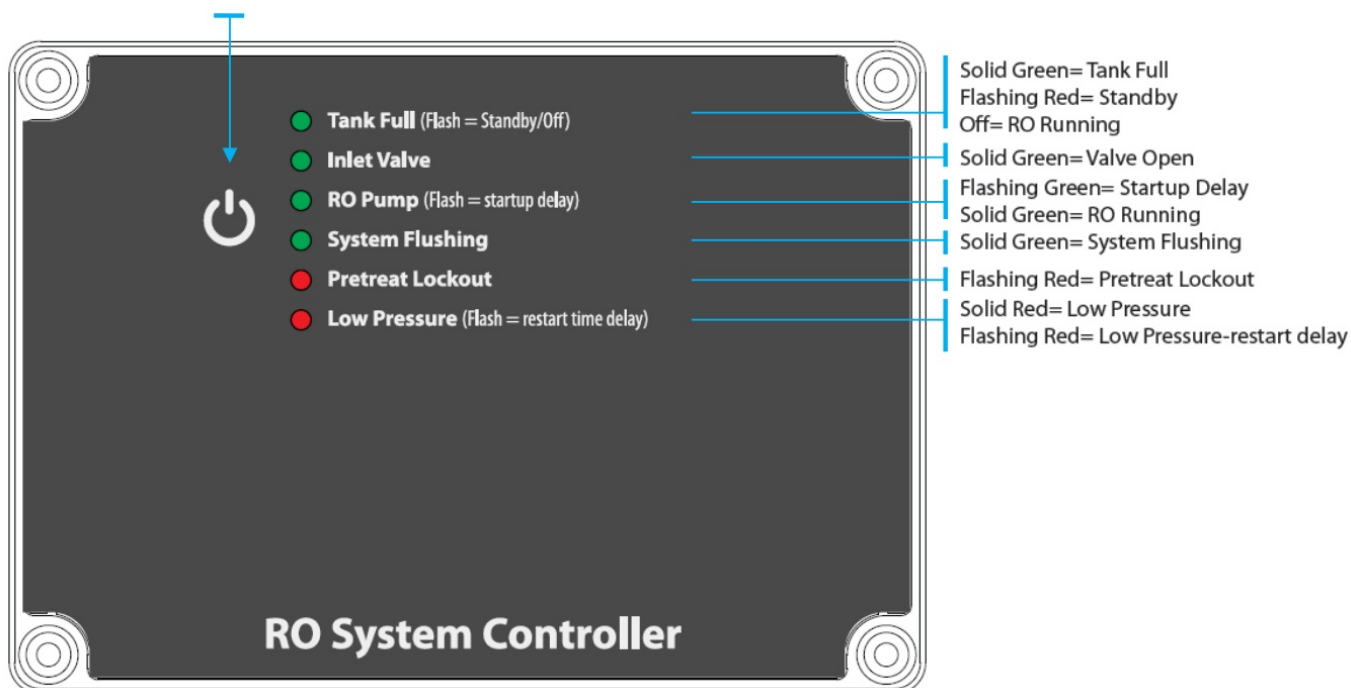 Tank Full (Flash = Standby/Off)
Inlet Valve
RO Pump (Flash = startup delay)
System Flushing
Pretreat Lockout
Low Pressure (Flash = restart time delay)
Solid Green= Tank Full
Flashing Red= Standby
Off= RO Running
Solid Green= Valve Open
Flashing Green= Startup Delay
Solid Green= RO Running
Solid Green= System Flushing
Flashing Red= Pretreat Lockout
Solid Red= Low Pressure
Flashing Red= Low Pressure-restart delay
RO System Controller